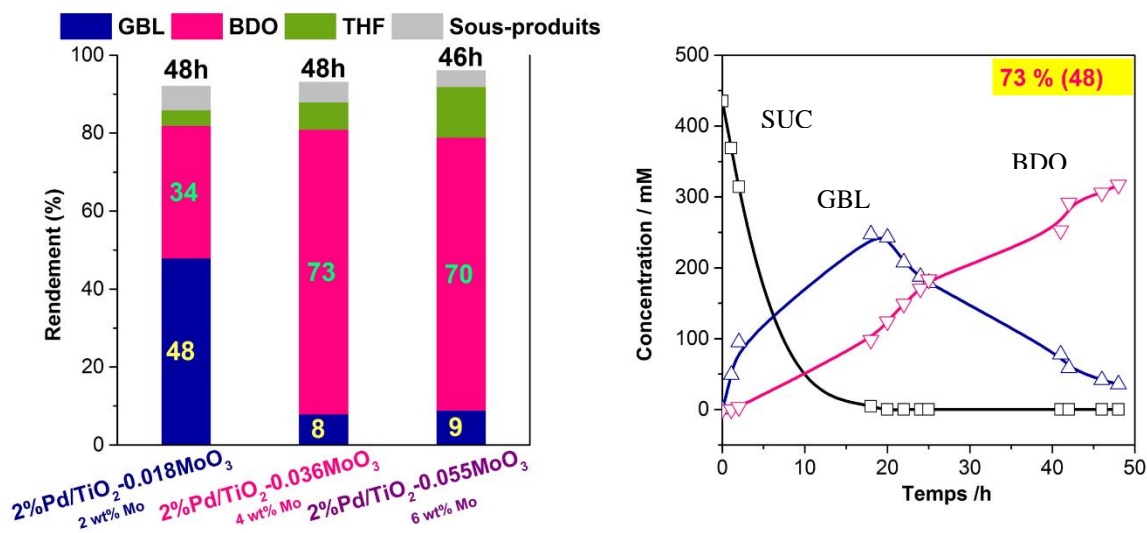 GBL BDO THF Sous-produits
100
80
60
40
20
0
Rendement (%)
48h
48h
46h
34
48
73
8
70
9
2%Pd/TiO₂-0.018MoO₃
2 wt% Mo
2%Pd/TiO₂-0.036MoO₃
4 wt% Mo
2%Pd/TiO₂-0.055MoO₃
6 wt% Mo
500
400
300
200
100
0
Concentration / mM
73 % (48)
SUC
BDO
GBL
0 10 20 30 40 50
Temps /h